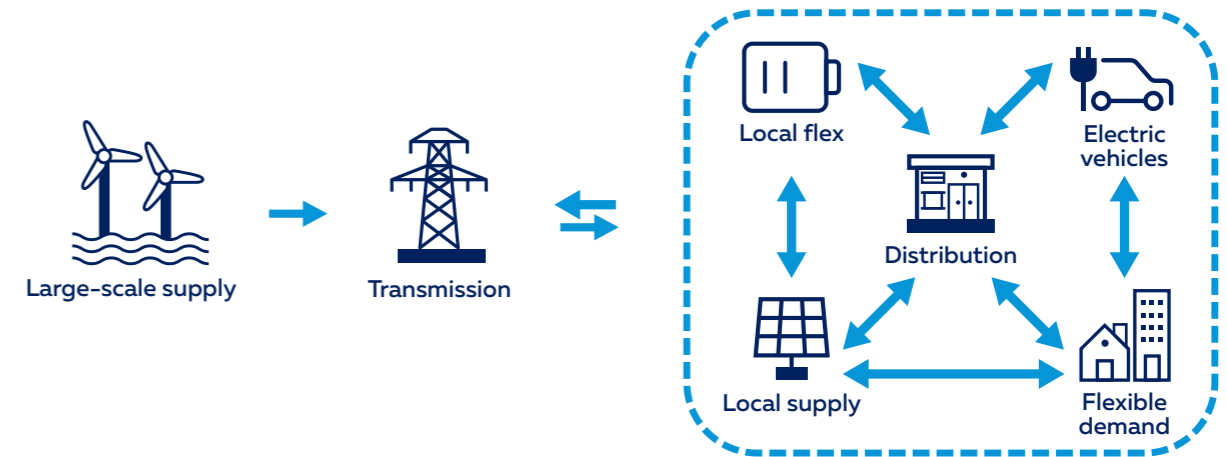 Large-scale supply
Transmission
Local flex
Electric
vehicles
Distribution
Local supply
Flexible
demand